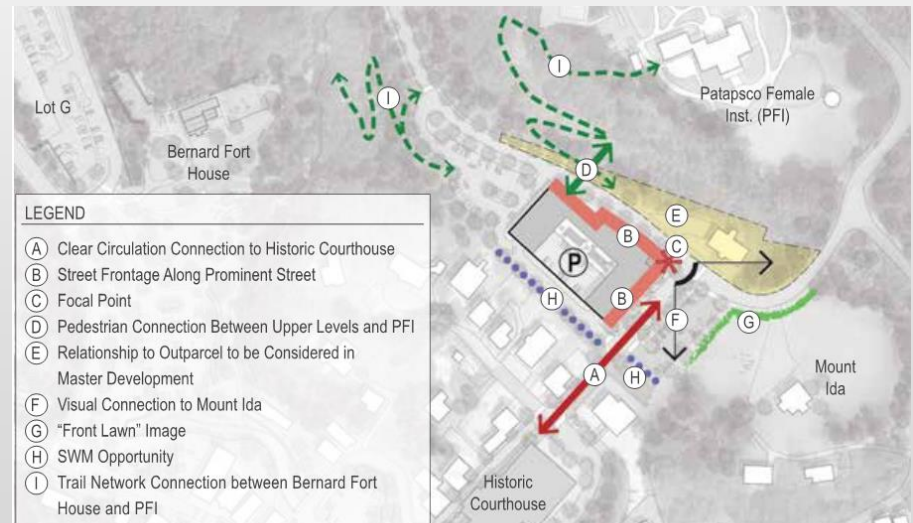 I
I
Lot G
Patapsco Female
Inst. (PFI)
Bernard Fort
House
D
LEGEND
A Clear Circulation Connection to Historic Courthouse
B Street Frontage Along Prominent Street
C Focal Point
D Pedestrian Connection Between Upper Levels and PFI
E Relationship to Outparcel to be Considered in
Master Development
F Visual Connection to Mount Ida
G "Front Lawn" Image
H SWM Opportunity
I Trail Network Connection between Bernard Fort
House and PFI
E
B
C
P
H
B
F
G
A
H
Mount
Ida
Historic
Courthouse